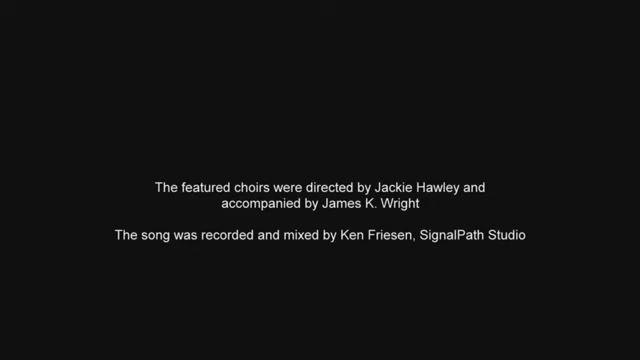 The featured choirs were directed by Jackie Hawley and
accompanied by James K. Wright
The song was recorded and mixed by Ken Friesen, SignalPath Studio